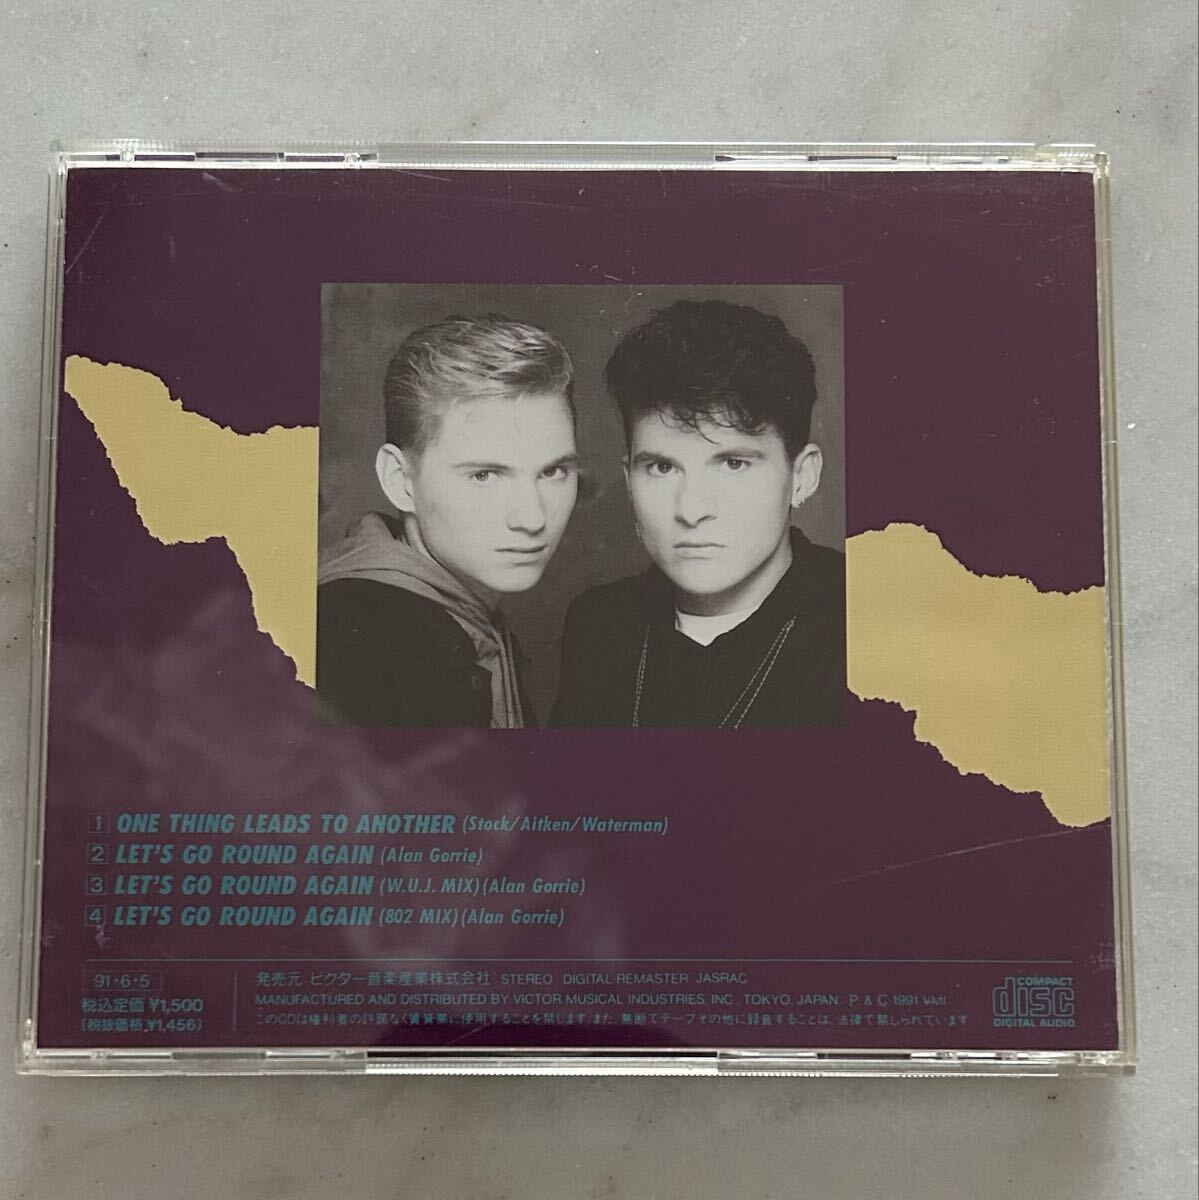 1 ONE THING LEADS TO ANOTHER (Stock/Aitken/Waterman)
2 LET'S GO ROUND AGAIN (Alan Gorrie)
3 LET'S GO ROUND AGAIN (W.U.J. MIX) (Alan Gorrie)
4 LET'S GO ROUND AGAIN (802 MIX) (Alan Gorrie)
91・6・5
税込定価 ¥1,500
(税抜価格 ¥1,456)
発売元 ビクター音楽産業株式会社 STEREO DIGITAL REMASTER JASRAC
MANUFACTURED AND DISTRIBUTED BY VICTOR MUSICAL INDUSTRIES, INC., TOKYO, JAPAN P & C 1991 VMI
このCDは権利者の許諾なく賃貸業に使用することを禁じます。また、無断でテープその他に録音することは、法律で禁じられています
COMPACT
disc
DIGITAL AUDIO